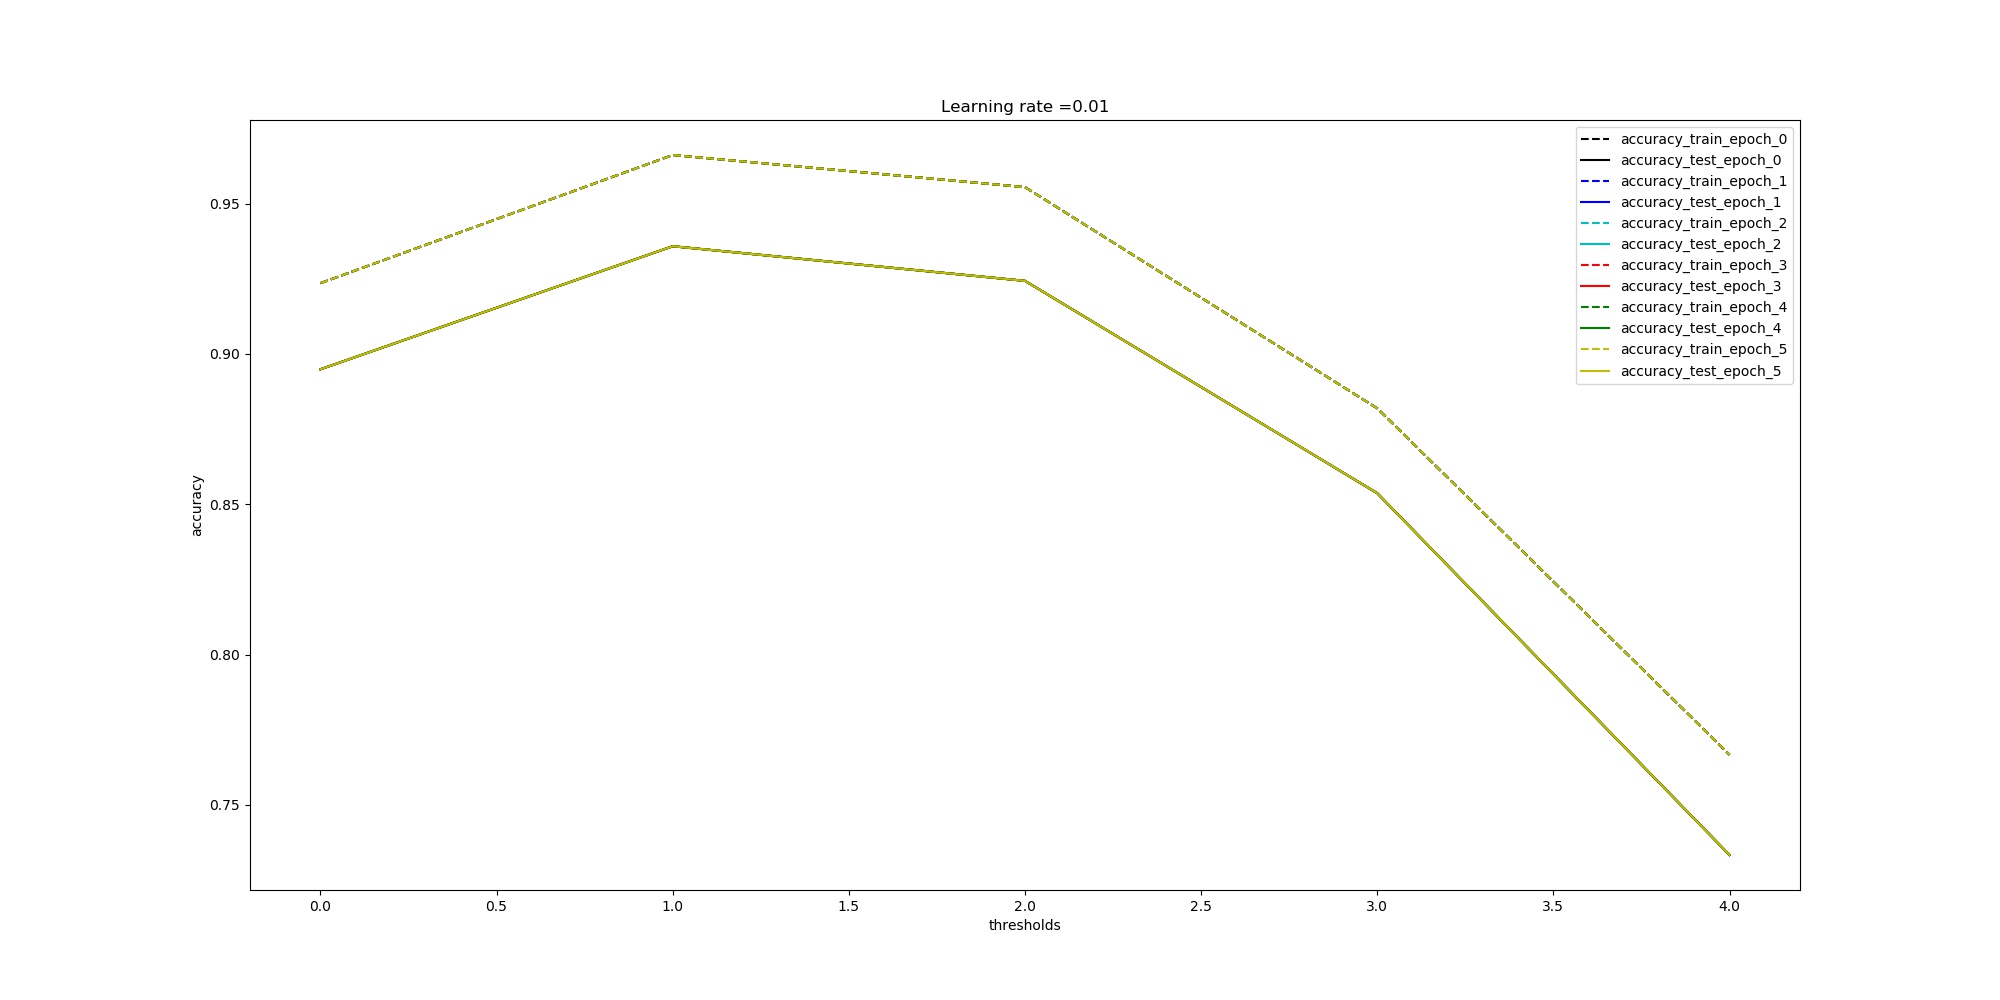 Learning rate =0.01
accuracy_train_epoch_0
accuracy_test_epoch_0
accuracy_train_epoch_1
accuracy_test_epoch_1
accuracy_train_epoch_2
accuracy_test_epoch_2
accuracy_train_epoch_3
accuracy_test_epoch_3
accuracy_train_epoch_4
accuracy_test_epoch_4
accuracy_train_epoch_5
accuracy_test_epoch_5
0.95
0.90
0.85
0.80
0.75
accuracy
0.0 0.5 1.0 1.5 2.0 2.5 3.0 3.5 4.0
thresholds